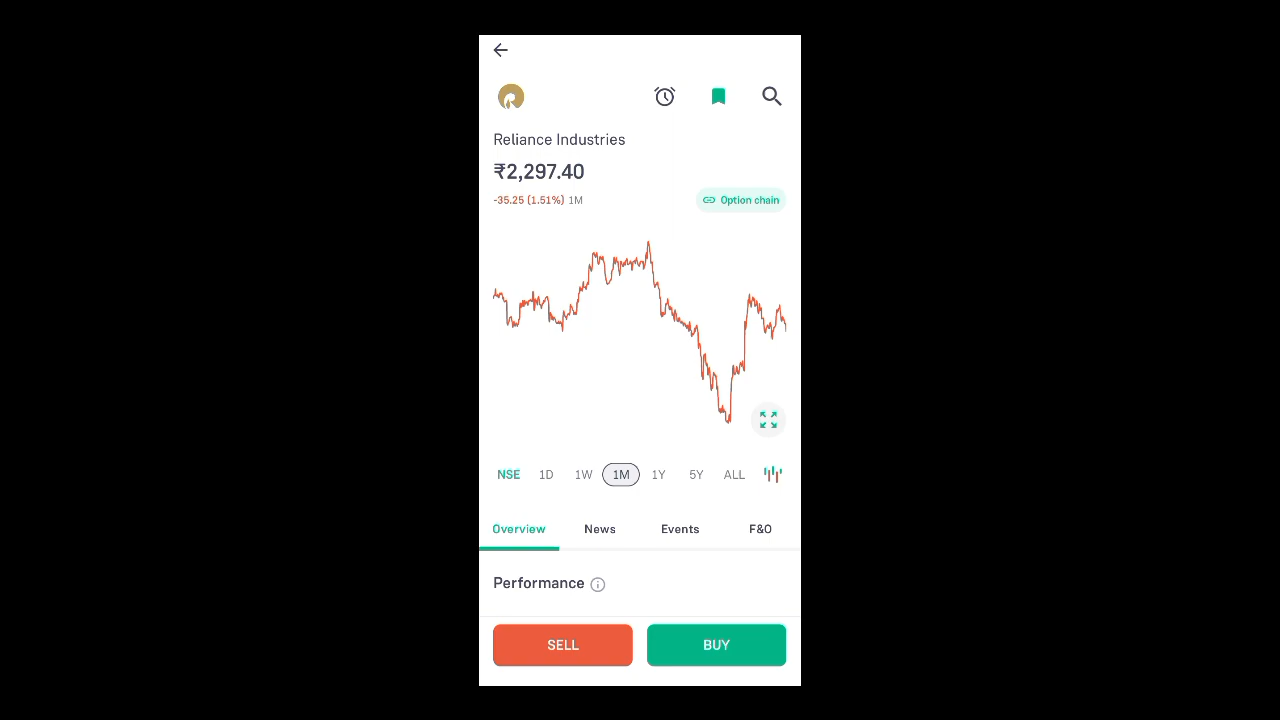 Reliance Industries
₹2,297.40
-35.25 (1.51%) 1M
Option chain
NSE 1D 1W 1M 1Y 5Y ALL
Overview News Events F&O
Performance
SELL BUY